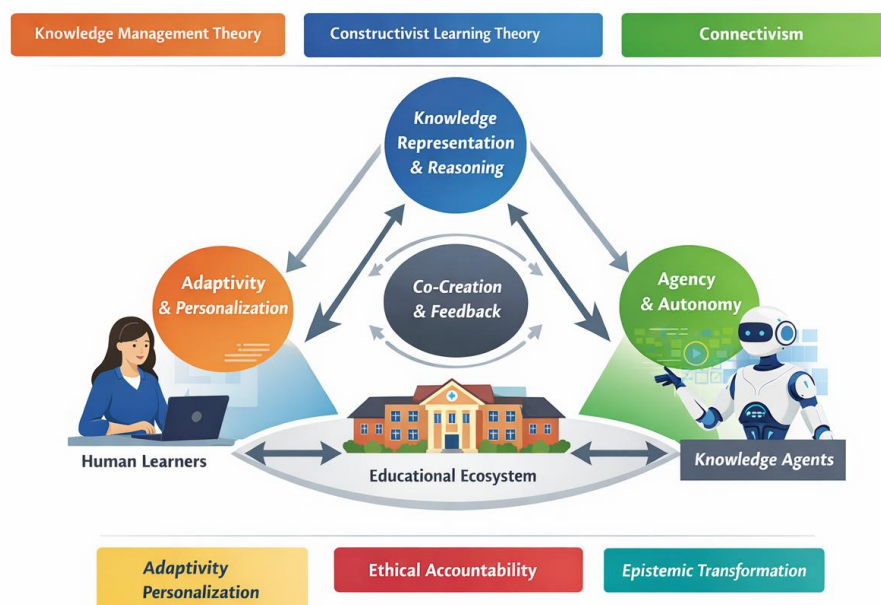 Knowledge Management Theory
Constructivist Learning Theory
Connectivism
Knowledge
Representation
& Reasoning
Adaptivity
& Personalization
Co-Creation
& Feedback
Agency
& Autonomy
Human Learners
Educational Ecosystem
Knowledge Agents
Adaptivity
Personalization
Ethical Accountability
Epistemic Transformation